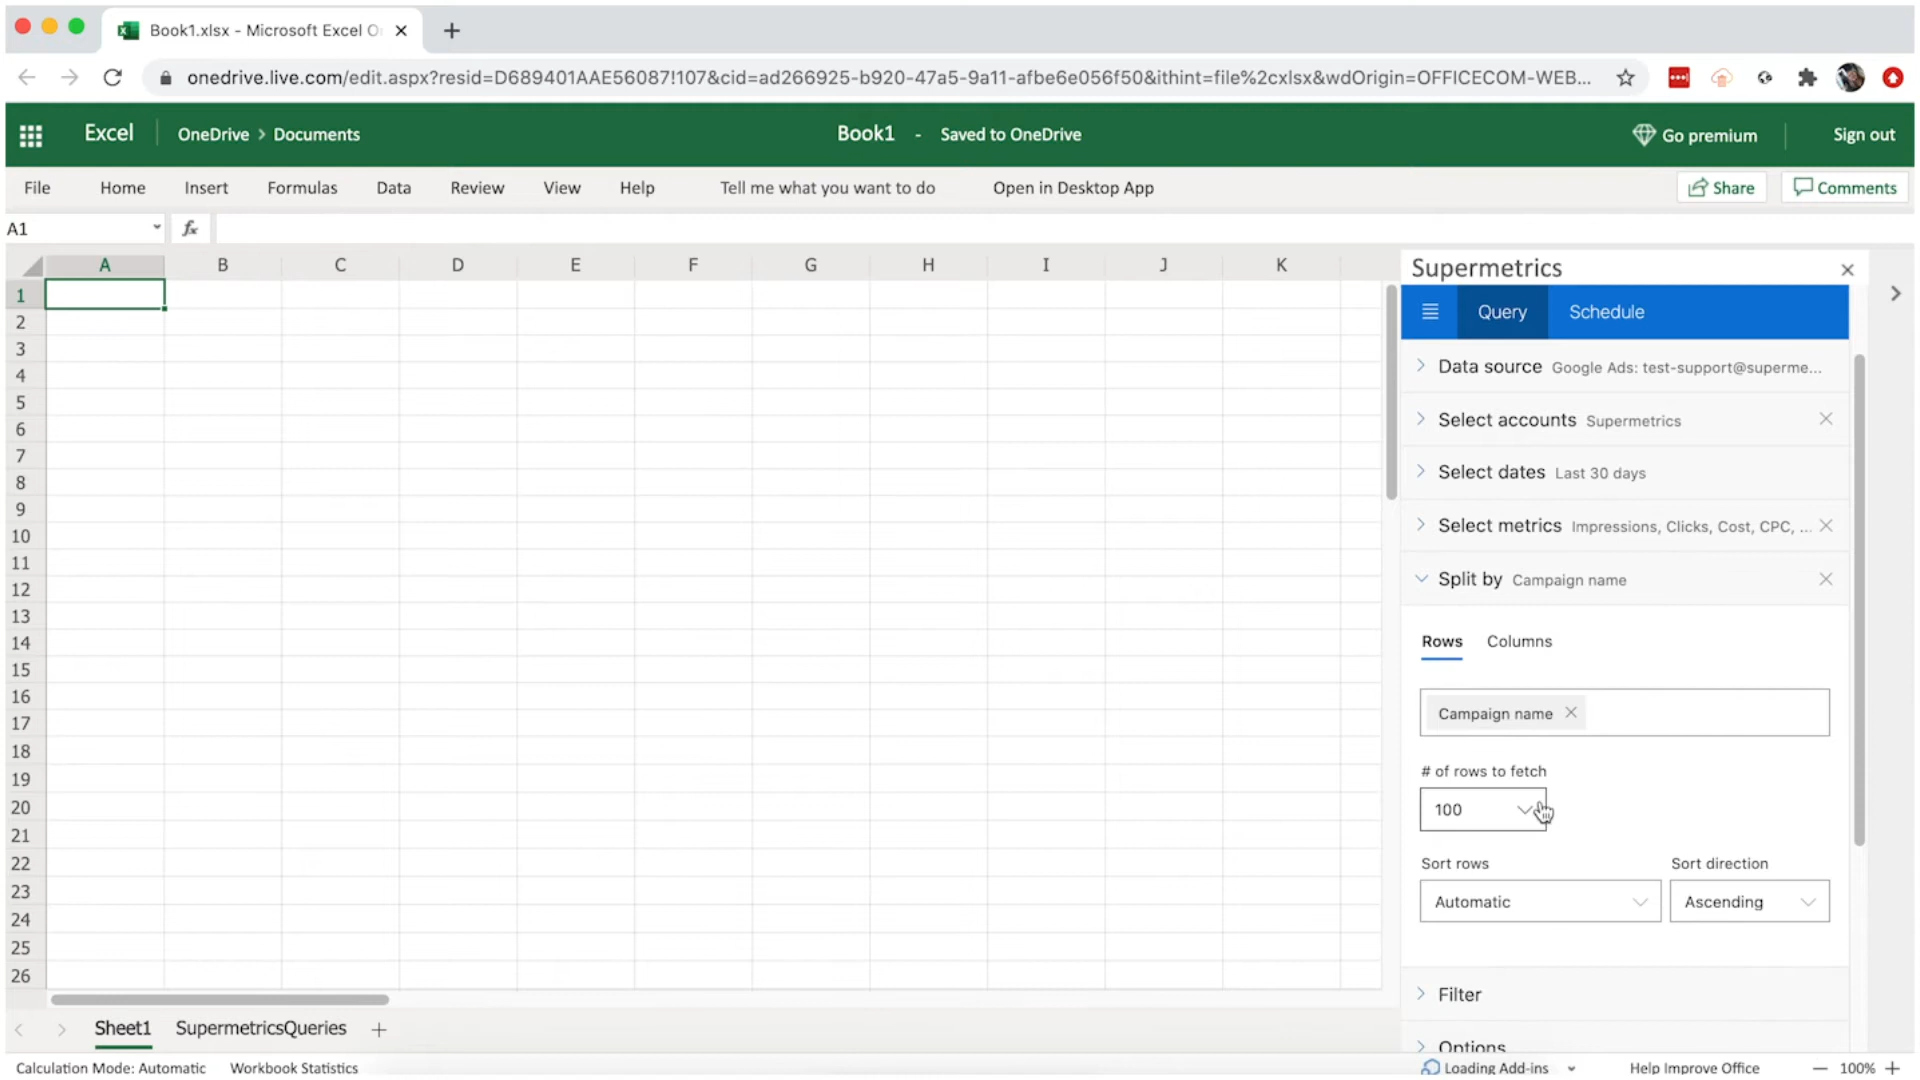 Book1.xlsx - Microsoft Excel O
onedrive.live.com/edit.aspx?resid=D689401AAE56087!107&cid=ad266925-b920-47a5-9a11-afbe6e056f50&ithint=file%2cxlsx&wdOrigin=OFFICECOM-WEB...
Excel OneDrive > Documents Book1 - Saved to OneDrive Go premium Sign out
File Home Insert Formulas Data Review View Help Tell me what you want to do Open in Desktop App Share Comments
A1 fx
A B C D E F G H I J K
1
2
3
4
5
6
7
8
9
10
11
12
13
14
15
16
17
18
19
20
21
22
23
24
25
26
Supermetrics
Query Schedule
Data source Google Ads: test-support@superme...
Select accounts Supermetrics
Select dates Last 30 days
Select metrics Impressions, Clicks, Cost, CPC, ...
Split by Campaign name
Rows Columns
Campaign name
# of rows to fetch
100
Sort rows Sort direction
Automatic Ascending
Filter
Options
Sheet1 SupermetricsQueries
Calculation Mode: Automatic Workbook Statistics Loading Add-ins Help Improve Office 100%